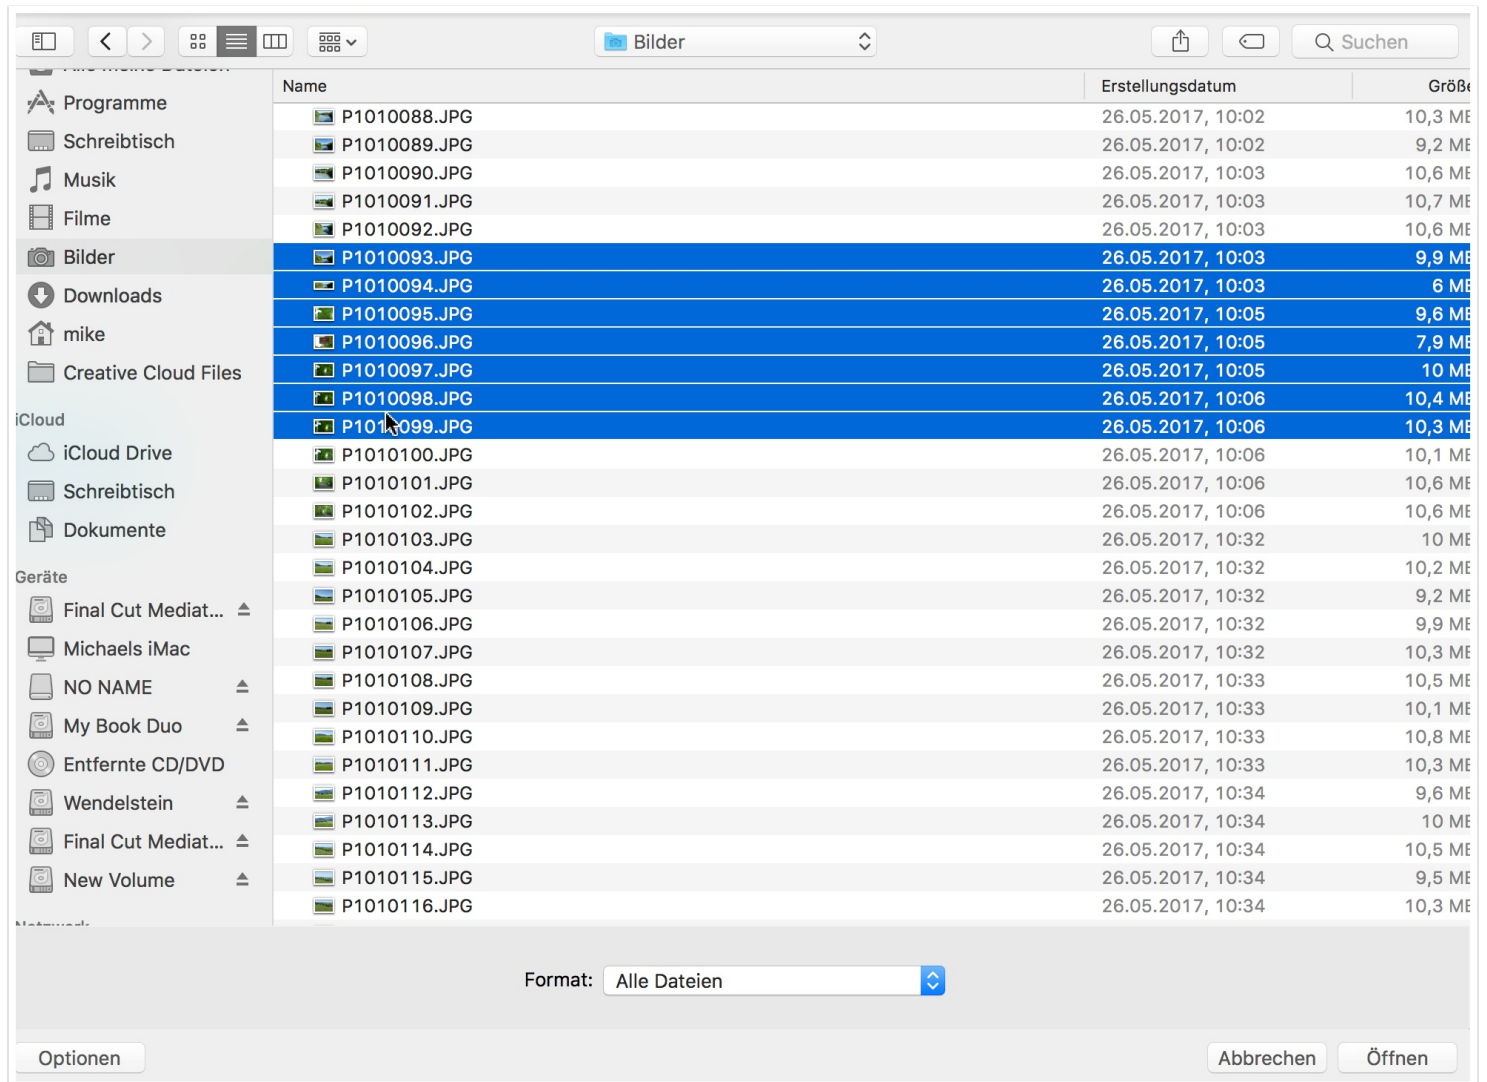 Bilder
Suchen
Programme
Schreibtisch
Musik
Filme
Bilder
Downloads
mike
Creative Cloud Files
iCloud
iCloud Drive
Schreibtisch
Dokumente
Geräte
Final Cut Mediat...
Michaels iMac
NO NAME
My Book Duo
Entfernte CD/DVD
Wendelstein
Final Cut Mediat...
New Volume
Name Erstellungsdatum Größe
P1010088.JPG 26.05.2017, 10:02 10,3 MB
P1010089.JPG 26.05.2017, 10:02 9,2 MB
P1010090.JPG 26.05.2017, 10:03 10,6 MB
P1010091.JPG 26.05.2017, 10:03 10,7 MB
P1010092.JPG 26.05.2017, 10:03 10,6 MB
P1010093.JPG 26.05.2017, 10:03 9,9 MB
P1010094.JPG 26.05.2017, 10:03 6 MB
P1010095.JPG 26.05.2017, 10:05 9,6 MB
P1010096.JPG 26.05.2017, 10:05 7,9 MB
P1010097.JPG 26.05.2017, 10:05 10 MB
P1010098.JPG 26.05.2017, 10:06 10,4 MB
P1010099.JPG 26.05.2017, 10:06 10,3 MB
P1010100.JPG 26.05.2017, 10:06 10,1 MB
P1010101.JPG 26.05.2017, 10:06 10,6 MB
P1010102.JPG 26.05.2017, 10:06 10,6 MB
P1010103.JPG 26.05.2017, 10:32 10 MB
P1010104.JPG 26.05.2017, 10:32 10,2 MB
P1010105.JPG 26.05.2017, 10:32 9,2 MB
P1010106.JPG 26.05.2017, 10:32 9,9 MB
P1010107.JPG 26.05.2017, 10:32 10,3 MB
P1010108.JPG 26.05.2017, 10:33 10,5 MB
P1010109.JPG 26.05.2017, 10:33 10,1 MB
P1010110.JPG 26.05.2017, 10:33 10,8 MB
P1010111.JPG 26.05.2017, 10:33 10,3 MB
P1010112.JPG 26.05.2017, 10:34 9,6 MB
P1010113.JPG 26.05.2017, 10:34 10 MB
P1010114.JPG 26.05.2017, 10:34 10,5 MB
P1010115.JPG 26.05.2017, 10:34 9,5 MB
P1010116.JPG 26.05.2017, 10:34 10,3 MB
Format: Alle Dateien
Optionen Abbrechen Öffnen